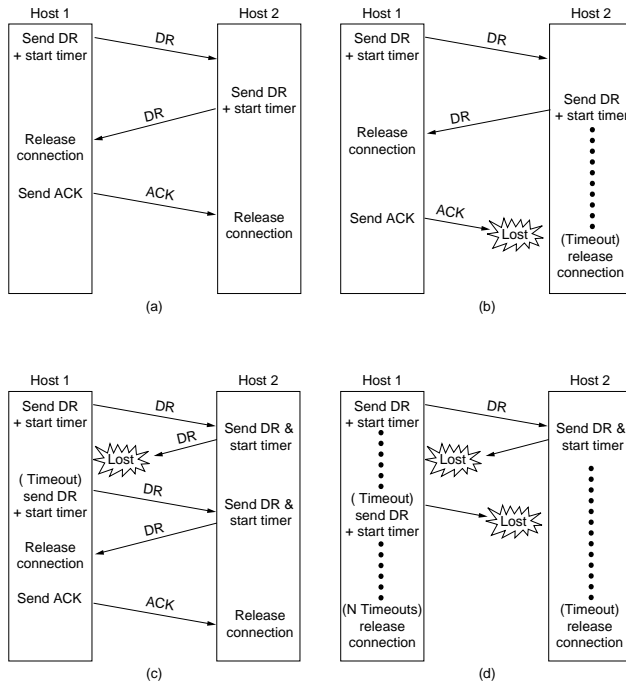 Host 1
Host 2
Send DR
+ start timer
DR
Send DR
+ start timer
DR
Release
connection
Send ACK
ACK
Release
connection
(a)
Host 1
Host 2
Send DR
+ start timer
DR
Send DR
+ start timer
DR
Release
connection
Send ACK
ACK
Lost
(Timeout)
release
connection
(b)
Host 1
Host 2
Send DR
+ start timer
DR
Send DR &
start timer
DR
Lost
( Timeout)
send DR
+ start timer
DR
Send DR &
start timer
DR
Release
connection
Send ACK
ACK
Release
connection
(c)
Host 1
Host 2
Send DR
+ start timer
DR
Send DR &
start timer
Lost
( Timeout)
send DR
+ start timer
Lost
(N Timeouts)
release
connection
(Timeout)
release
connection
(d)